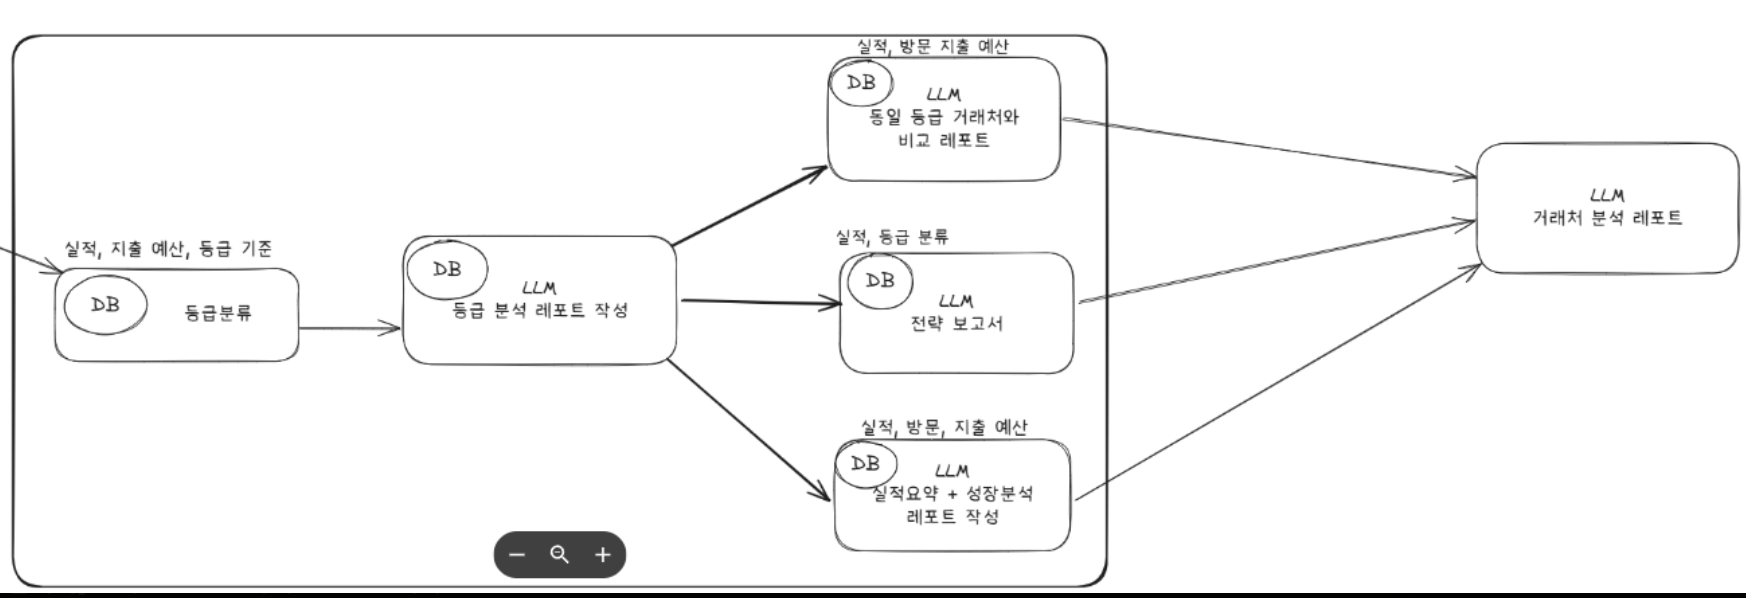 실적, 지출 예산, 등급 기준
DB
등급분류
DB
LLM
등급 분석 레포트 작성
실적, 방문 지출 예산
DB
LLM
동일 등급 거래처와
비교 레포트
실적, 등급 분류
DB
LLM
전략 보고서
실적, 방문, 지출 예산
DB
LLM
실적요약 + 성장분석
레포트 작성
LLM
거래처 분석 레포트